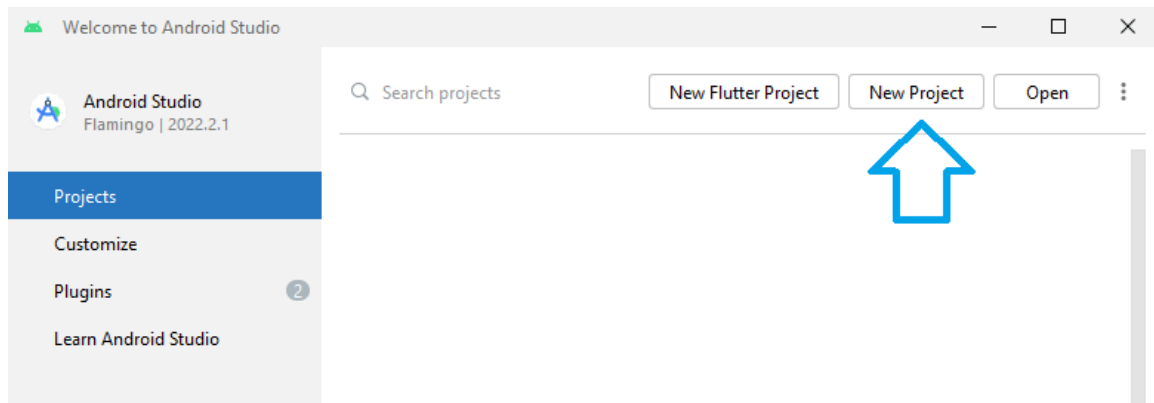 Welcome to Android Studio
Android Studio
Flamingo | 2022.2.1
Search projects
New Flutter Project
New Project
Open
Projects
Customize
Plugins
2
Learn Android Studio